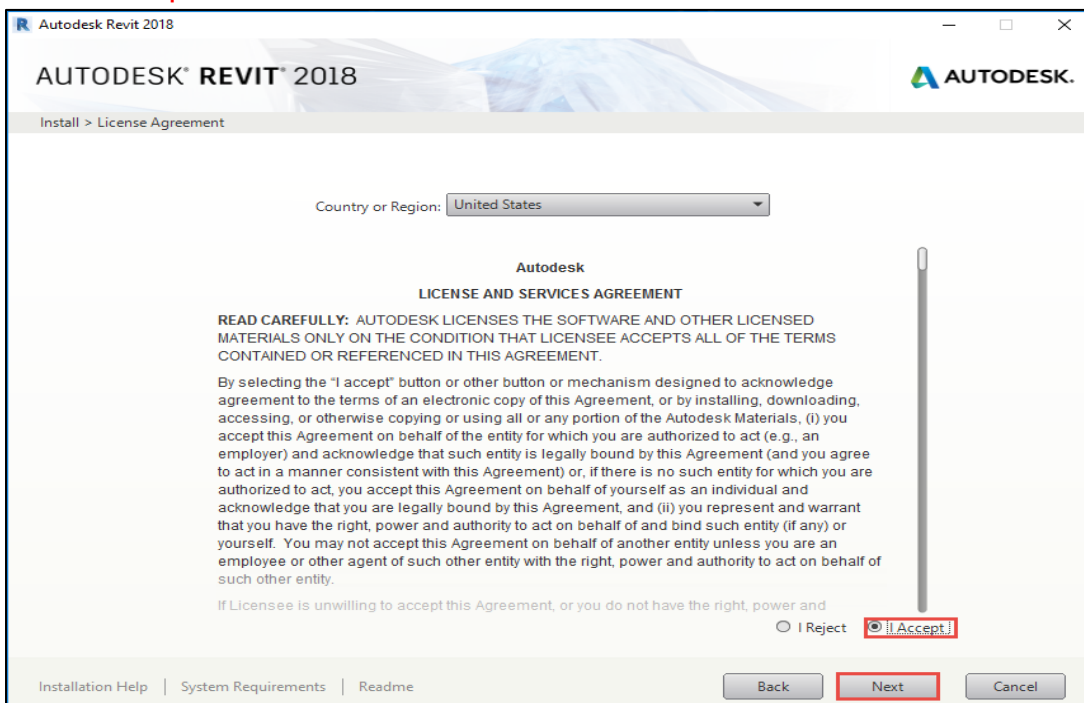 Autodesk Revit 2018
AUTODESK® REVIT® 2018
AUTODESK.
Install > License Agreement
Country or Region: United States
Autodesk
LICENSE AND SERVICES AGREEMENT
READ CAREFULLY: AUTODESK LICENSES THE SOFTWARE AND OTHER LICENSED
MATERIALS ONLY ON THE CONDITION THAT LICENSEE ACCEPTS ALL OF THE TERMS
CONTAINED OR REFERENCED IN THIS AGREEMENT.
By selecting the “I accept” button or other button or mechanism designed to acknowledge
agreement to the terms of an electronic copy of this Agreement, or by installing, downloading,
accessing, or otherwise copying or using all or any portion of the Autodesk Materials, (i) you
accept this Agreement on behalf of the entity for which you are authorized to act (e.g., an
employer) and acknowledge that such entity is legally bound by this Agreement (and you agree
to act in a manner consistent with this Agreement) or, if there is no such entity for which you are
authorized to act, you accept this Agreement on behalf of yourself as an individual and
acknowledge that you are legally bound by this Agreement, and (ii) you represent and warrant
that you have the right, power and authority to act on behalf of and bind such entity (if any) or
yourself. You may not accept this Agreement on behalf of another entity unless you are an
employee or other agent of such other entity with the right, power and authority to act on behalf of
such other entity.
If Licensee is unwilling to accept this Agreement, or you do not have the right, power and
I Reject I Accept
Installation Help | System Requirements | Readme Back Next Cancel